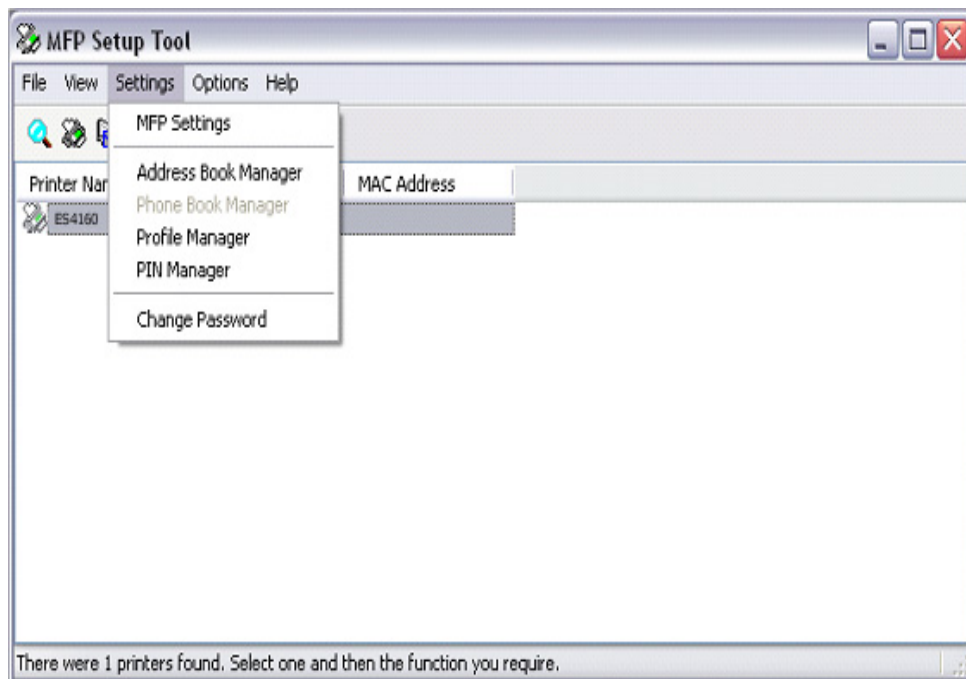 MFP Setup Tool
File View Settings Options Help
MFP Settings
Address Book Manager
Phone Book Manager
Profile Manager
PIN Manager
Change Password
Printer MAC Address
ES4160
There were 1 printers found. Select one and then the function you require.